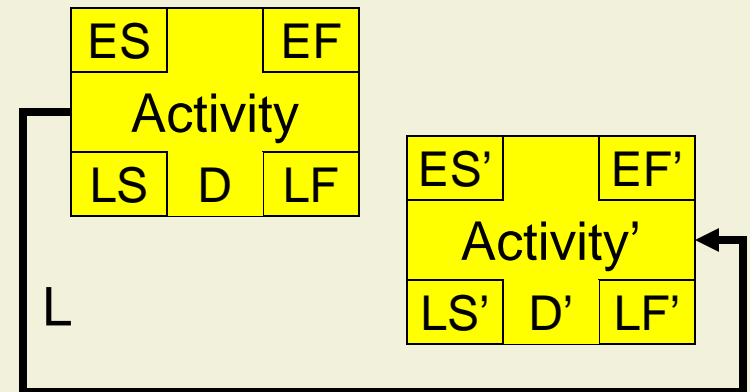 ES EF
Activity
LS D LF
ES’ EF’
Activity’
LS’ D’ LF’
L